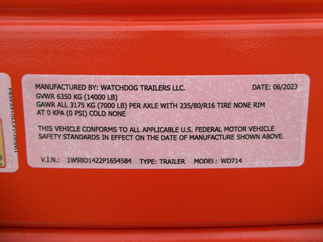 MANUFACTURED BY: WATCHDOG TRAILERS LLC. DATE: 06/2023
GVWR 6350 KG (14000 LB)
GAWR ALL 3175 KG (7000 LB) PER AXLE WITH 235/80/R16 TIRE NONE RIM
AT 0 KPA (0 PSI) COLD NONE
THIS VEHICLE CONFORMS TO ALL APPLICABLE U.S. FEDERAL MOTOR VEHICLE
SAFETY STANDARDS IN EFFECT ON THE DATE OF MANUFACTURE SHOWN ABOVE.
V.I.N.: TYPE: TRAILER MODEL: WD714